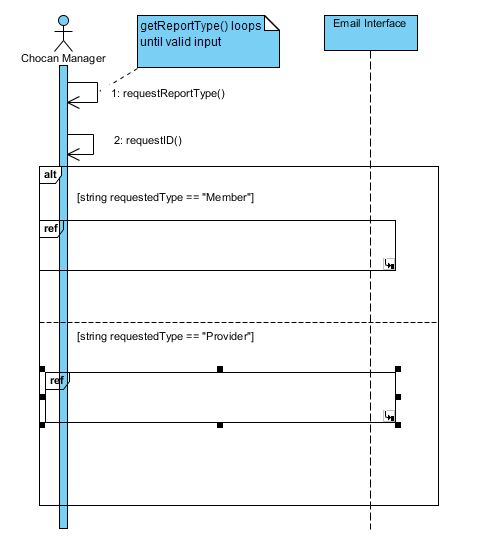 getReportType() loops
until valid input
Email Interface
Chocan Manager
1: requestReportType()
2: requestID()
alt
[string requestedType == "Member"]
ref
[string requestedType == "Provider"]
ref